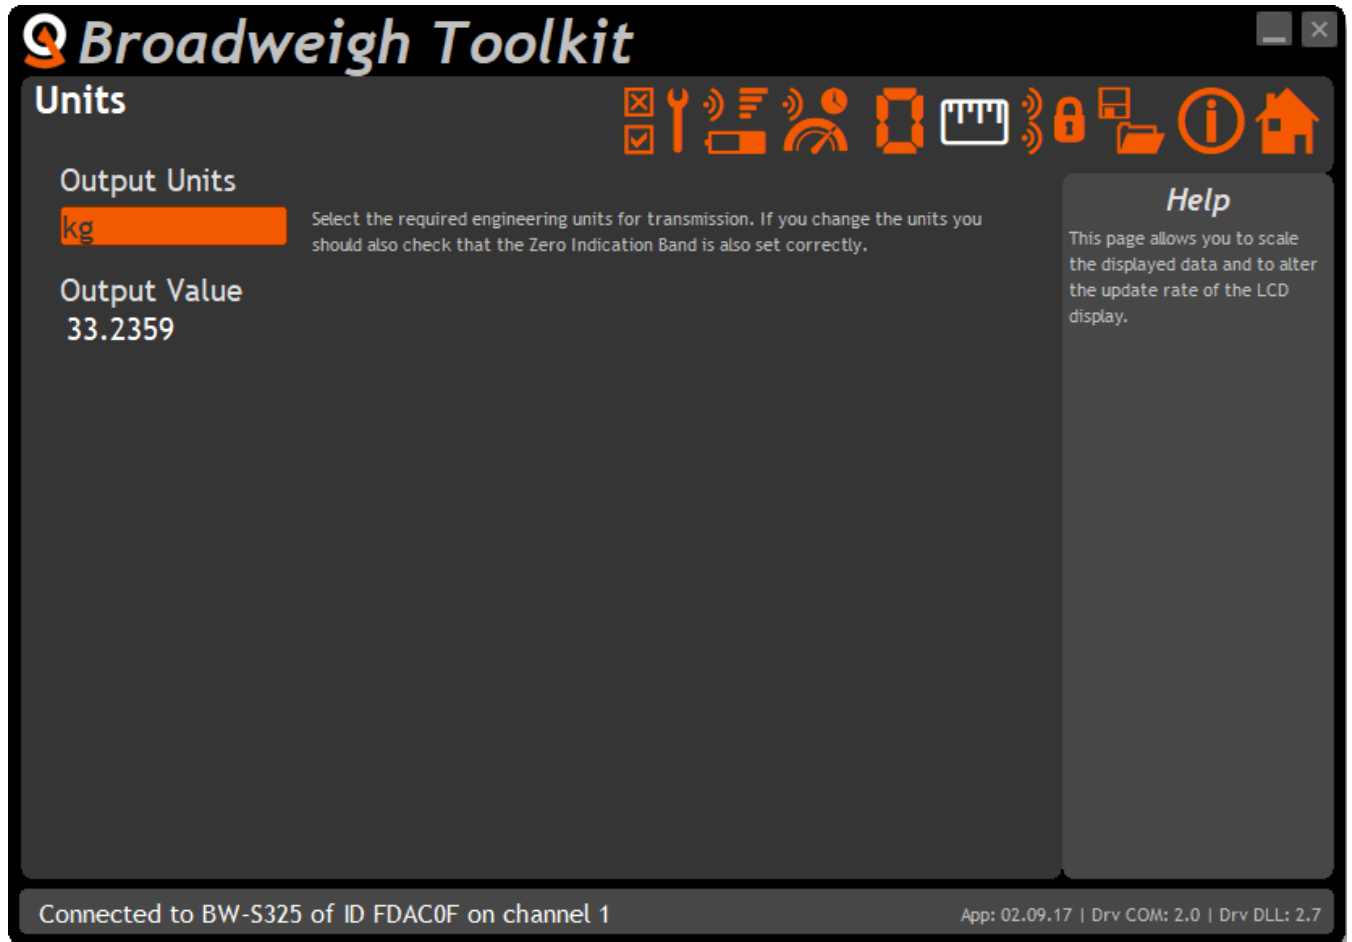 Broadweigh Toolkit
Units
Output Units
kg
Select the required engineering units for transmission. If you change the units you
should also check that the Zero Indication Band is also set correctly.
Output Value
33.2359
Help
This page allows you to scale
the displayed data and to alter
the update rate of the LCD
display.
Connected to BW-S325 of ID FDAC0F on channel 1
App: 02.09.17 | Drv COM: 2.0 | Drv DLL: 2.7